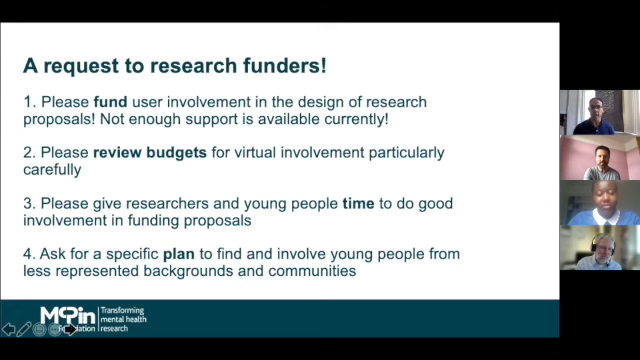 A request to research funders!
1. Please fund user involvement in the design of research
proposals! Not enough support is available currently!
2. Please review budgets for virtual involvement particularly
carefully
3. Please give researchers and young people time to do good
involvement in funding proposals
4. Ask for a specific plan to find and involve young people from
less represented backgrounds and communities
McPin
Foundation
Transforming
mental health
research